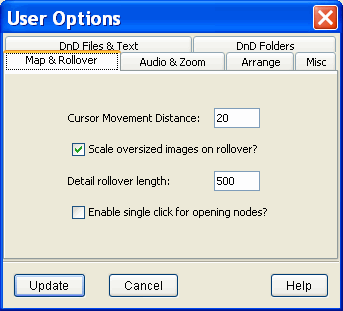 User Options
DnD Files & Text DnD Folders
Map & Rollover Audio & Zoom Arrange Misc
Cursor Movement Distance: 20
Scale oversized images on rollover?
Detail rollover length: 500
Enable single click for opening nodes?
Update Cancel Help